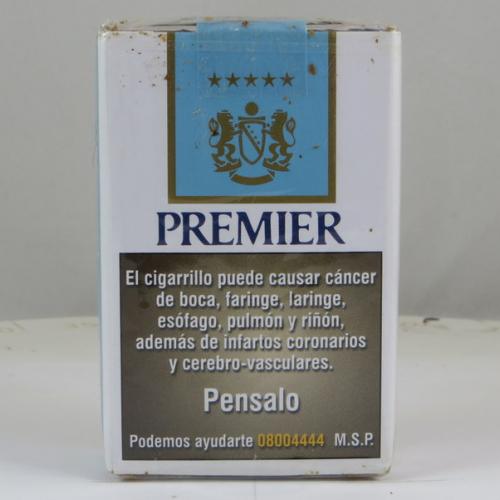 PREMIER
El cigarrillo puede causar cáncer
de boca, faringe, laringe,
esófago, pulmón y riñón,
además de infartos coronarios
y cerebro-vasculares.
Pensalo
Podemos ayudarte 08004444 M.S.P.